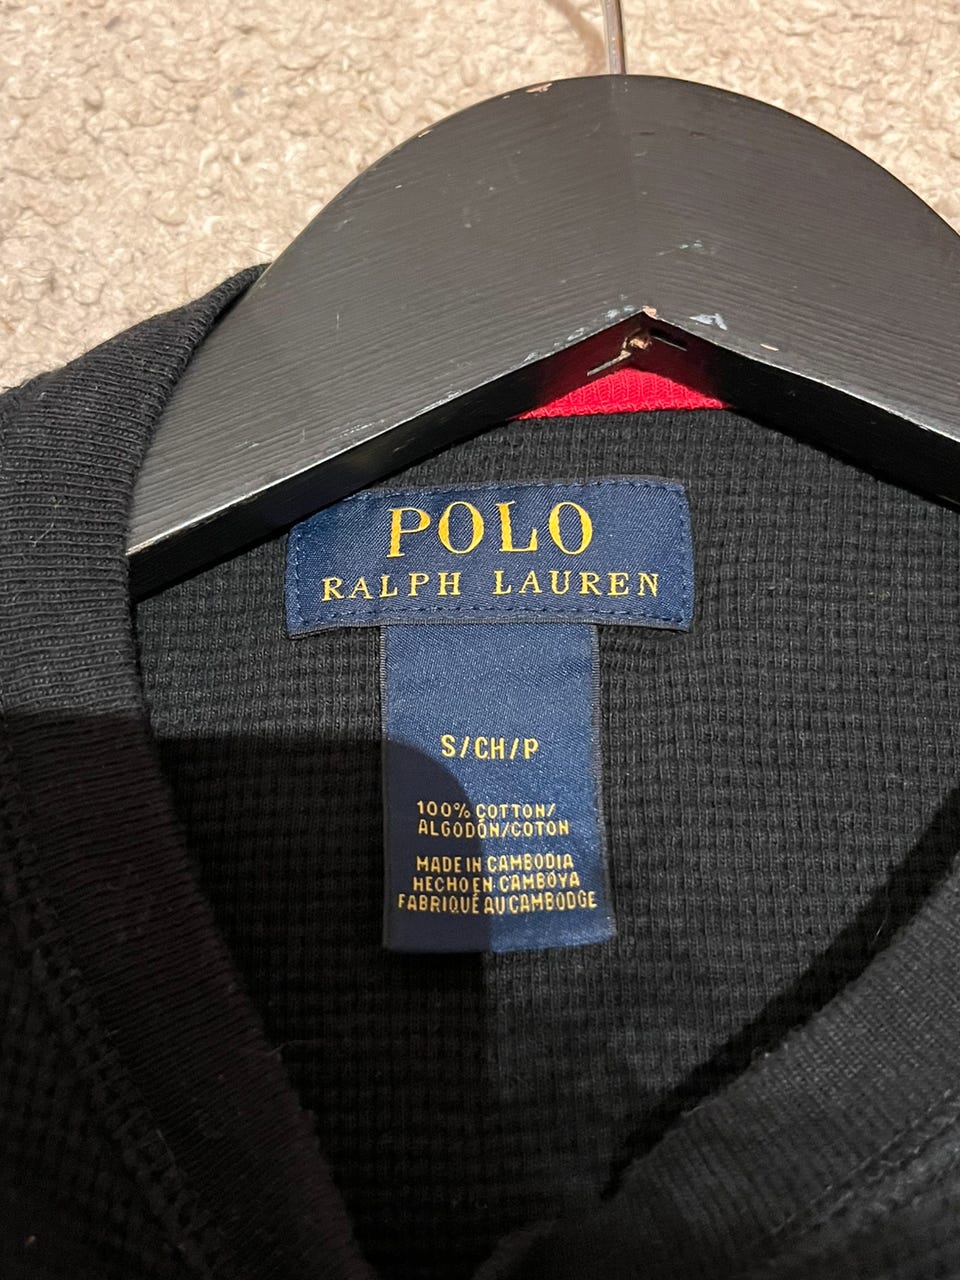 POLO
RALPH LAUREN
S/CH/P
100% COTTON/
ALGODÓN/COTON
MADE IN CAMBODIA
HECHO EN CAMBOYA
FABRIQUÉ AU CAMBODGE